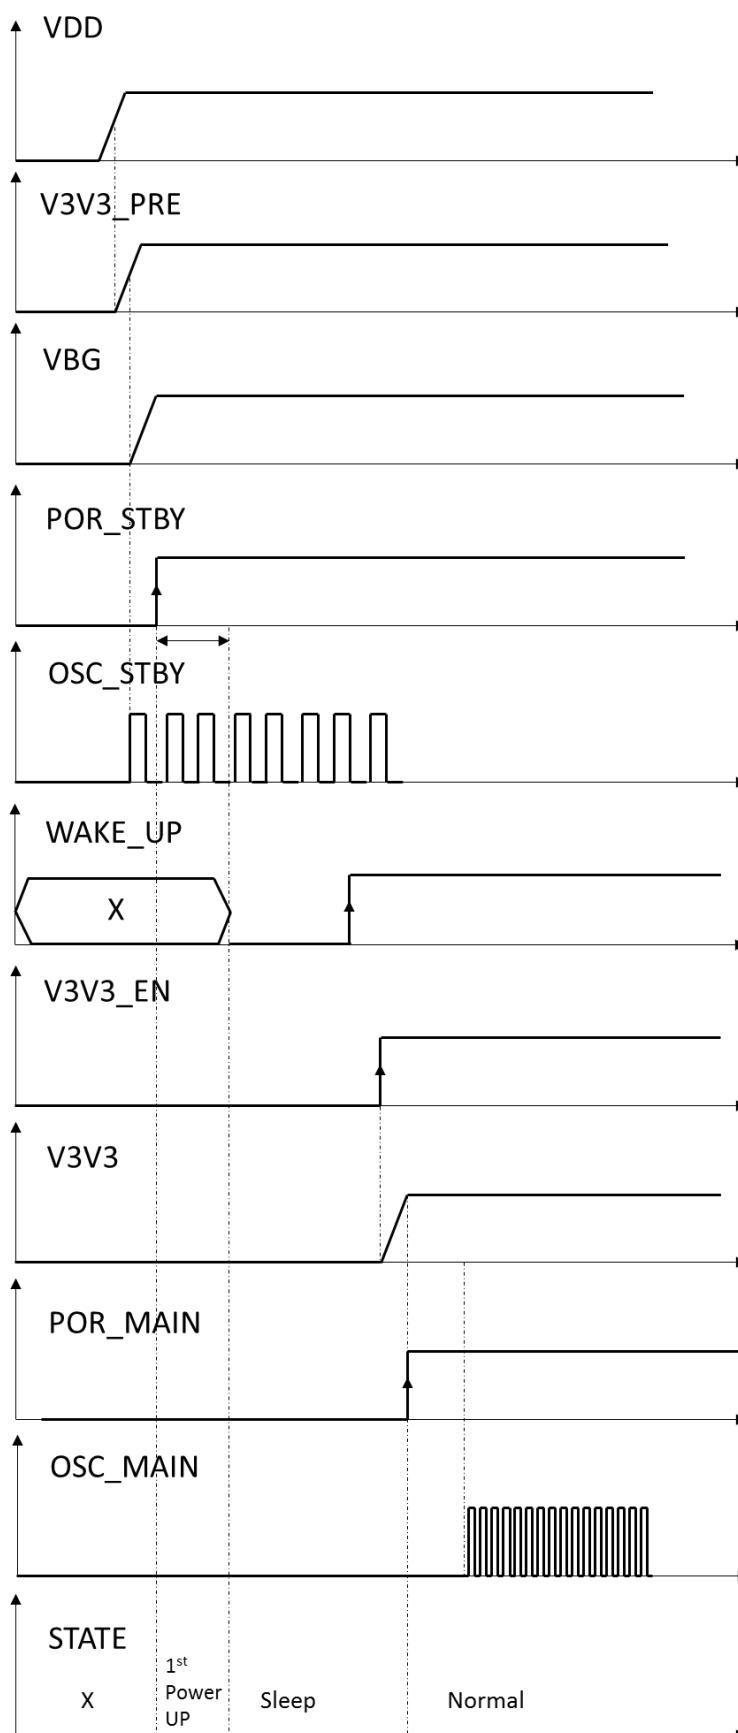 VDD
V3V3_PRE
VBG
POR_STBY
OSC_STBY
WAKE_UP
X
V3V3_EN
V3V3
POR_MAIN
OSC_MAIN
STATE
X
1st
Power
UP
Sleep
Normal